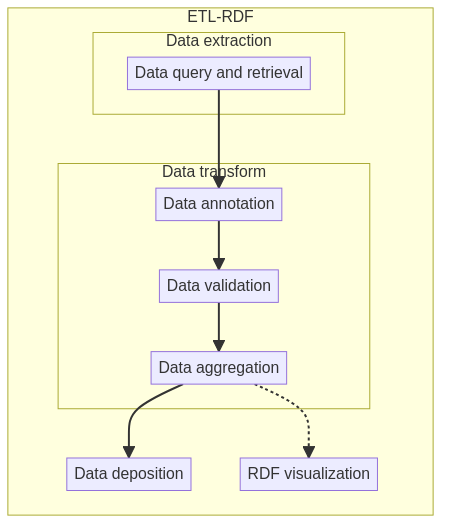 ETL-RDF
Data extraction
Data query and retrieval
Data transform
Data annotation
Data validation
Data aggregation
Data deposition
RDF visualization